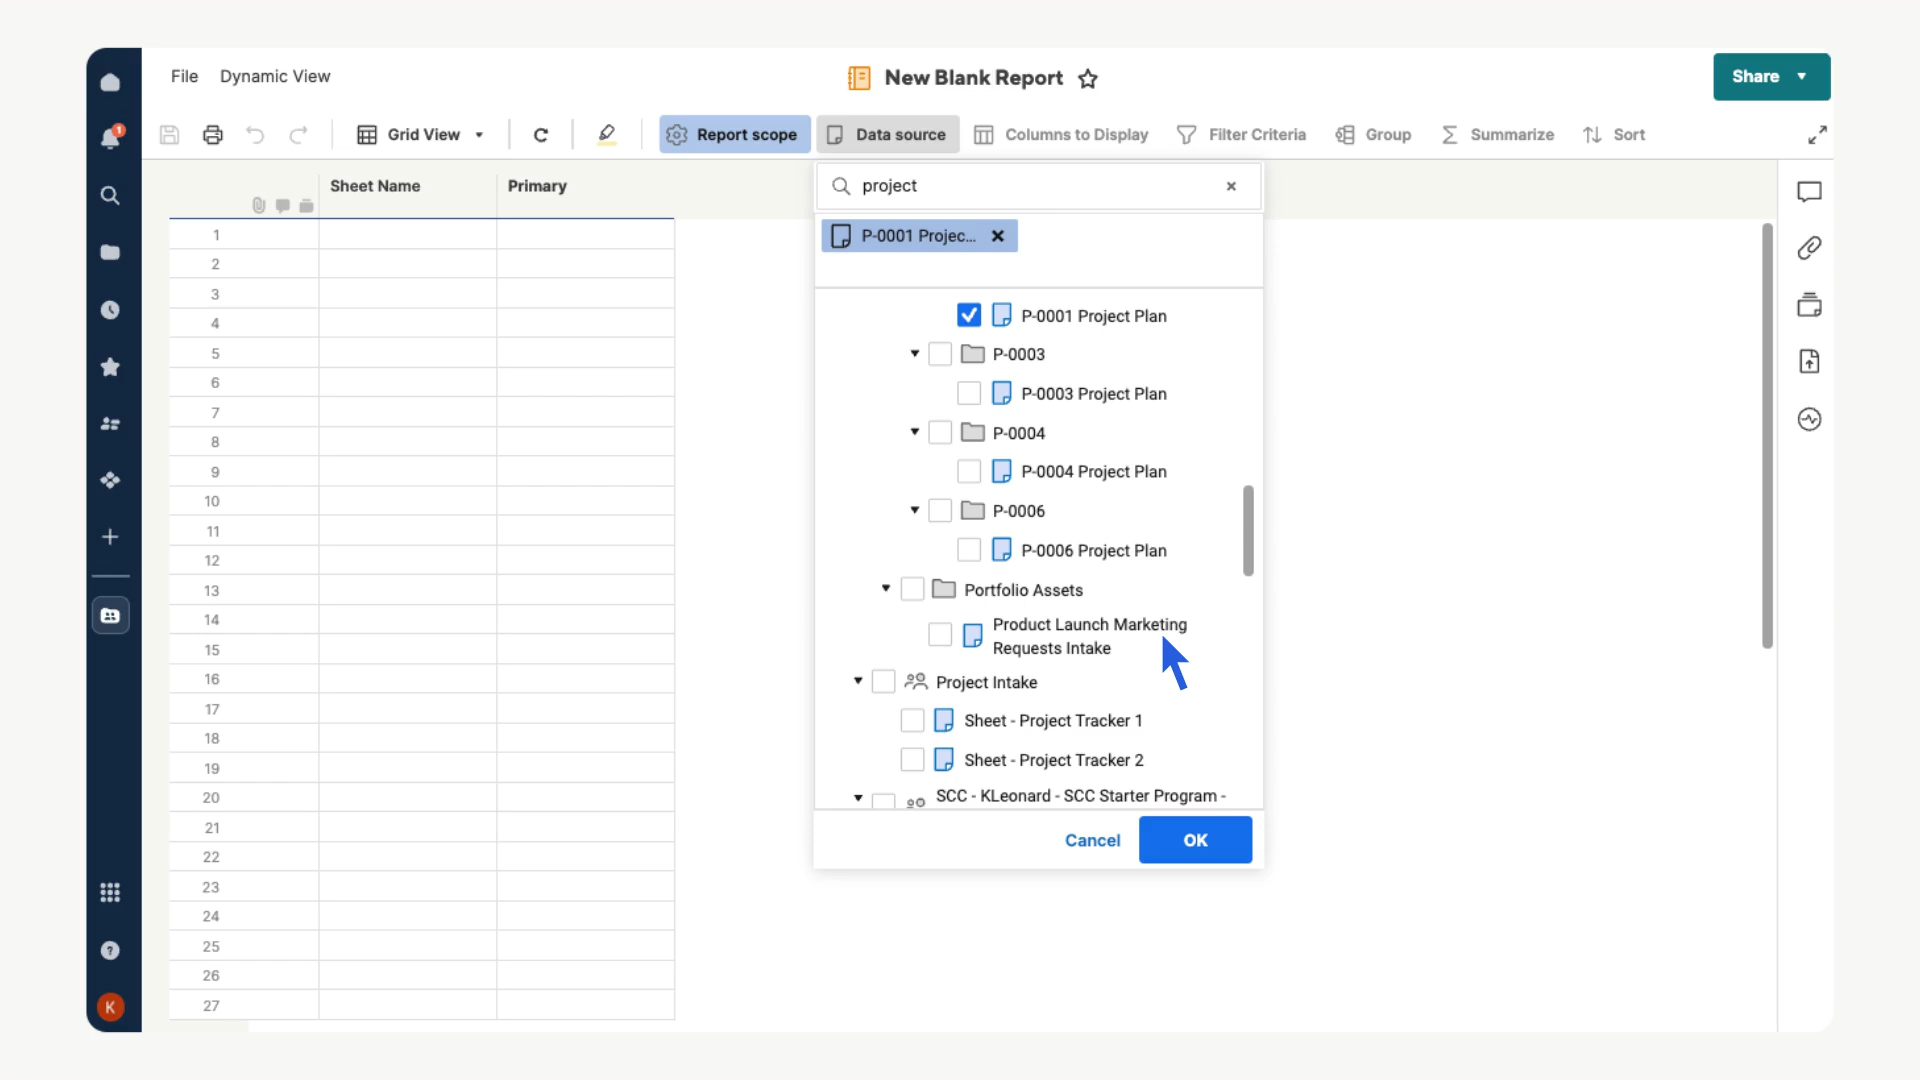 File
Dynamic View
New Blank Report
Share
1
Grid View
Report scope
Data source
Columns to Display
Filter Criteria
Group
Summarize
Sort
Sheet Name
Primary
project
P-0001 Projec...
P-0001 Project Plan
P-0003
P-0003 Project Plan
P-0004
P-0004 Project Plan
P-0006
P-0006 Project Plan
Portfolio Assets
Product Launch Marketing
Requests Intake
Project Intake
Sheet - Project Tracker 1
Sheet - Project Tracker 2
SCC - KLeonard - SCC Starter Program -
Cancel
OK
1
2
3
4
5
6
7
8
9
10
11
12
13
14
15
16
17
18
19
20
21
22
23
24
25
26
27
?
K